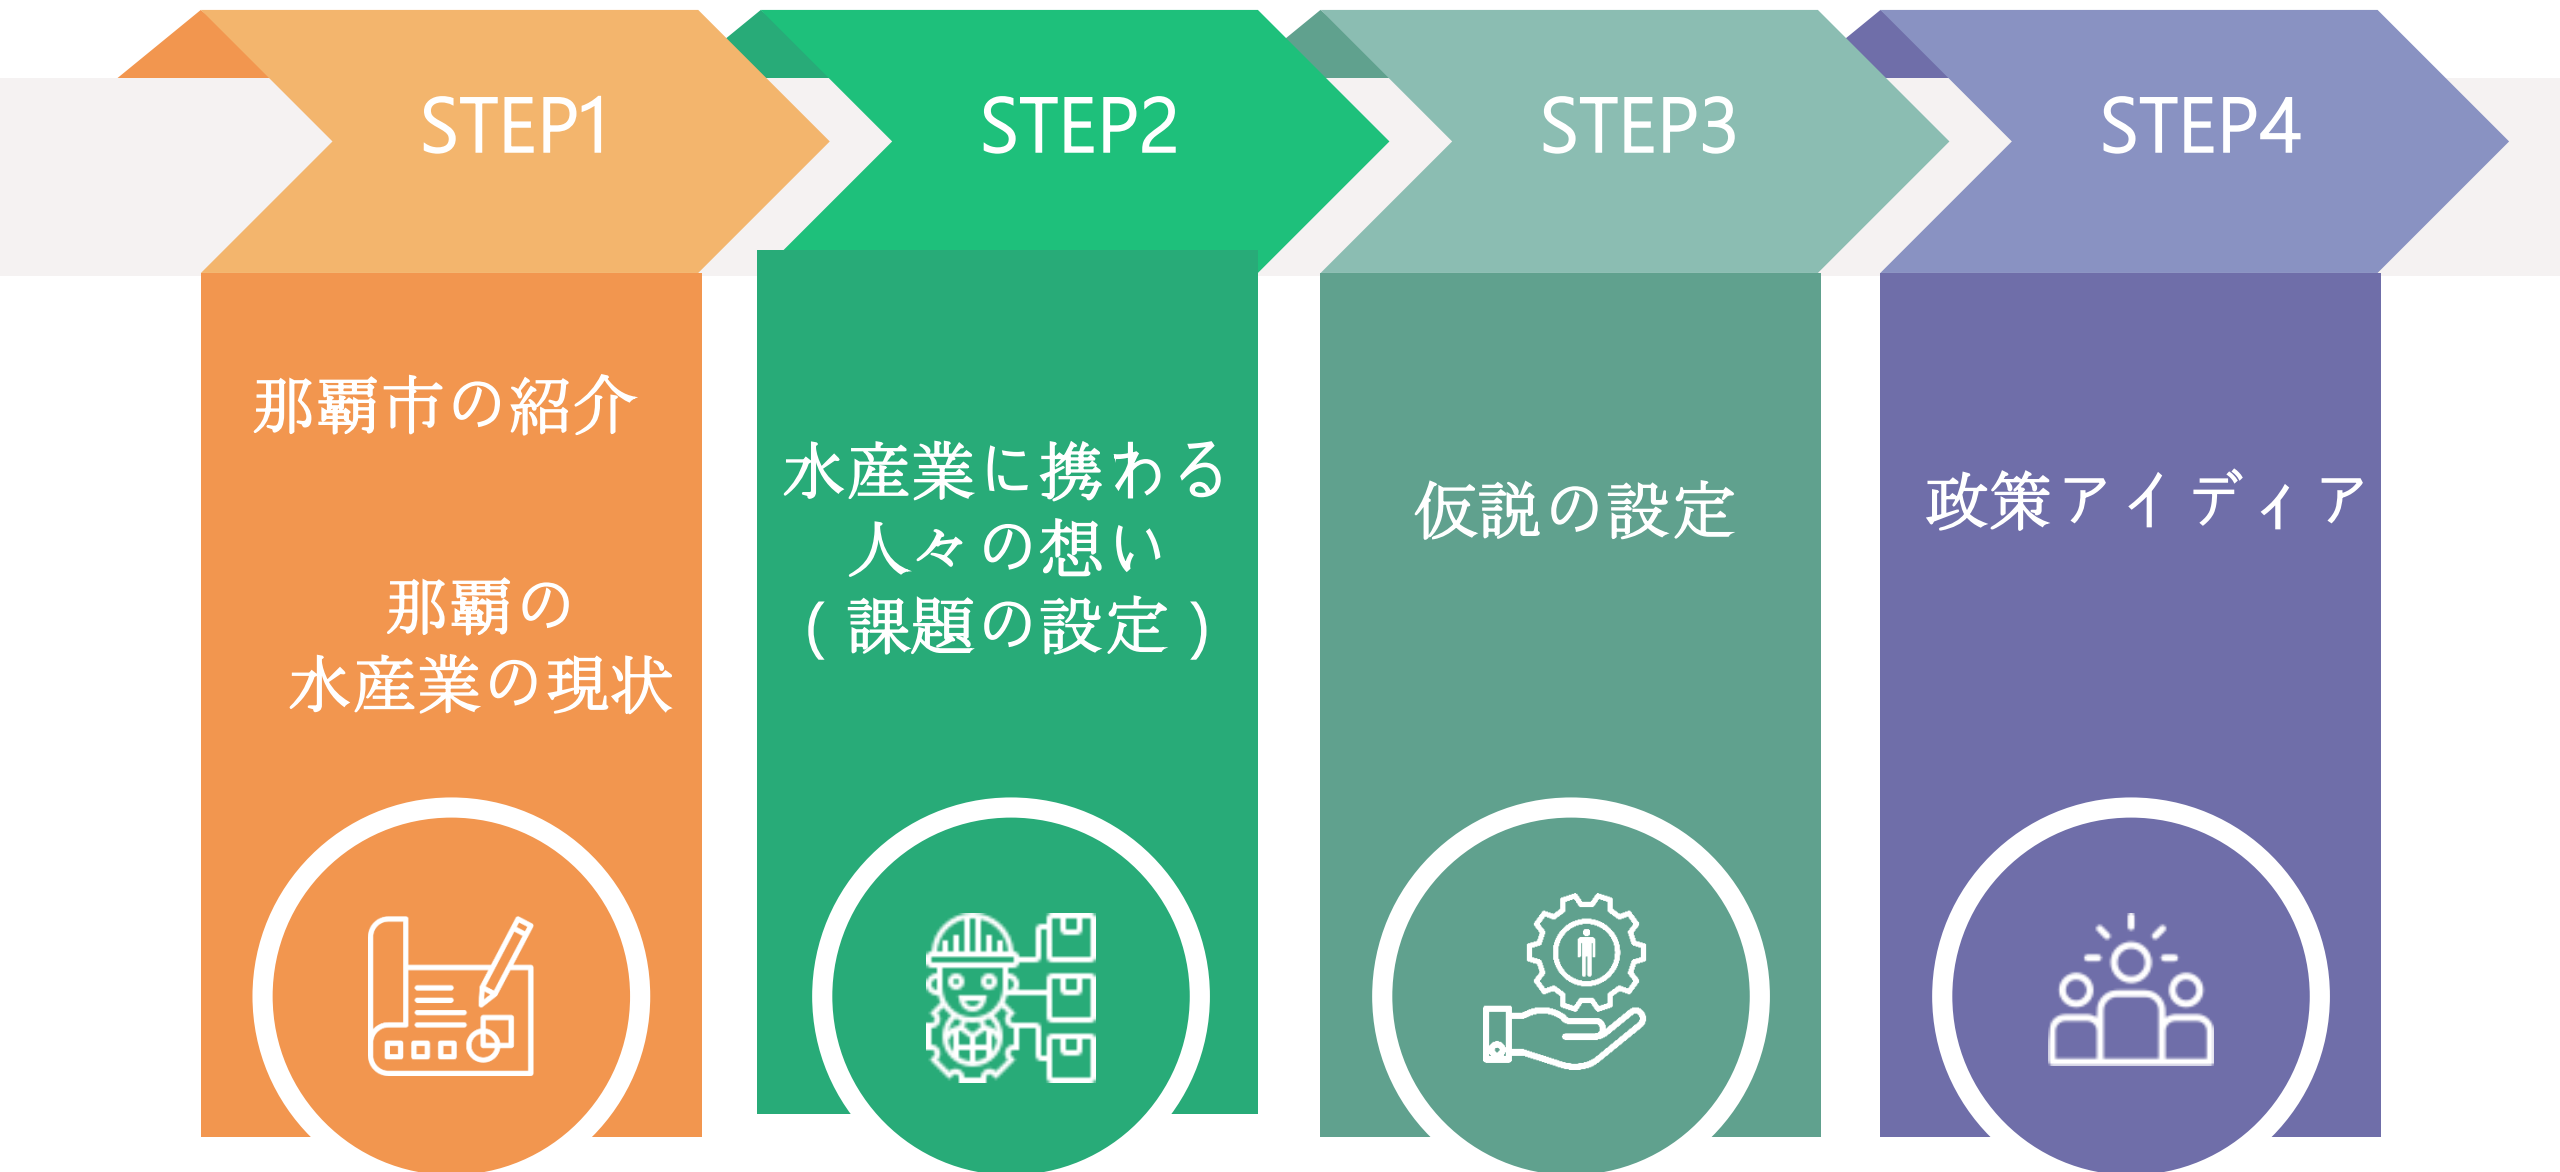 STEP1
那覇市の紹介
那覇の
水産業の現状
STEP2
水産業に携わる
人々の想い
(課題の設定)
STEP3
仮説の設定
STEP4
政策アイディア